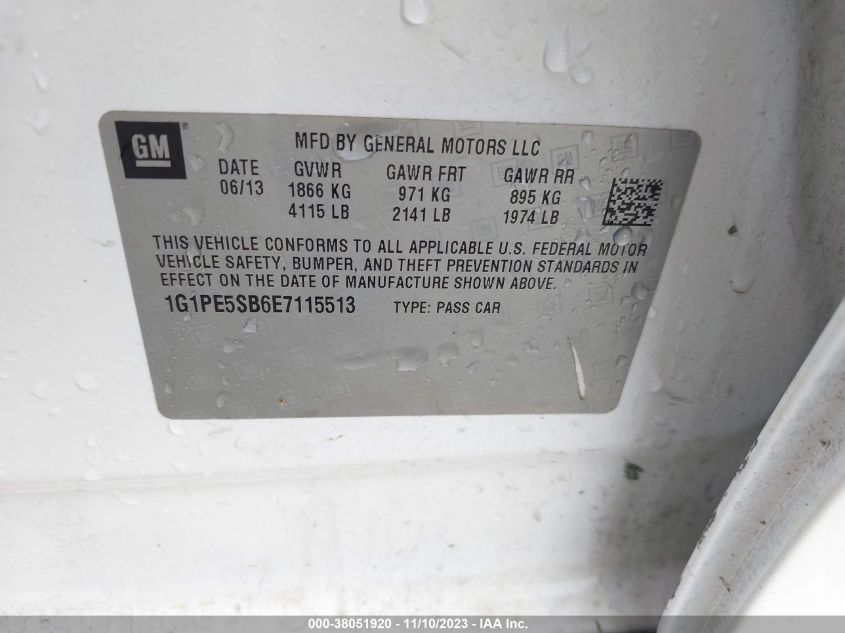 GM
MFD BY GENERAL MOTORS LLC
DATE GVWR GAWR FRT GAWR RR
06/13 1866 KG 971 KG 895 KG
4115 LB 2141 LB 1974 LB
THIS VEHICLE CONFORMS TO ALL APPLICABLE U.S. FEDERAL MOTOR
VEHICLE SAFETY, BUMPER, AND THEFT PREVENTION STANDARDS IN
EFFECT ON THE DATE OF MANUFACTURE SHOWN ABOVE.
1G1PE5SB6E7115513 TYPE: PASS CAR
000-38051920 - 11/10/2023 - IAA Inc.